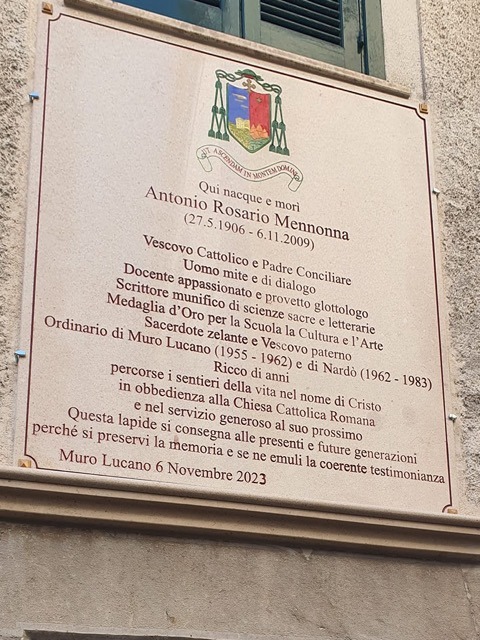 UT ASCENDAM IN MONTEM DOMINI
Qui nacque e morì
Antonio Rosario Mennonna
(27.5.1906 - 6.11.2009)
Vescovo Cattolico e Padre Conciliare
Uomo mite e di dialogo
Docente appassionato e provetto glottologo
Scrittore munifico di scienze sacre e letterarie
Medaglia d'Oro per la Scuola la Cultura e l'Arte
Sacerdote zelante e Vescovo paterno
Ordinario di Muro Lucano (1955 - 1962) e di Nardò (1962 - 1983)
Ricco di anni
percorse i sentieri della vita nel nome di Cristo
in obbedienza alla Chiesa Cattolica Romana
e nel servizio generoso al suo prossimo
Questa lapide si consegna alle presenti e future generazioni
perché si preservi la memoria e se ne emuli la coerente testimonianza
Muro Lucano 6 Novembre 2023